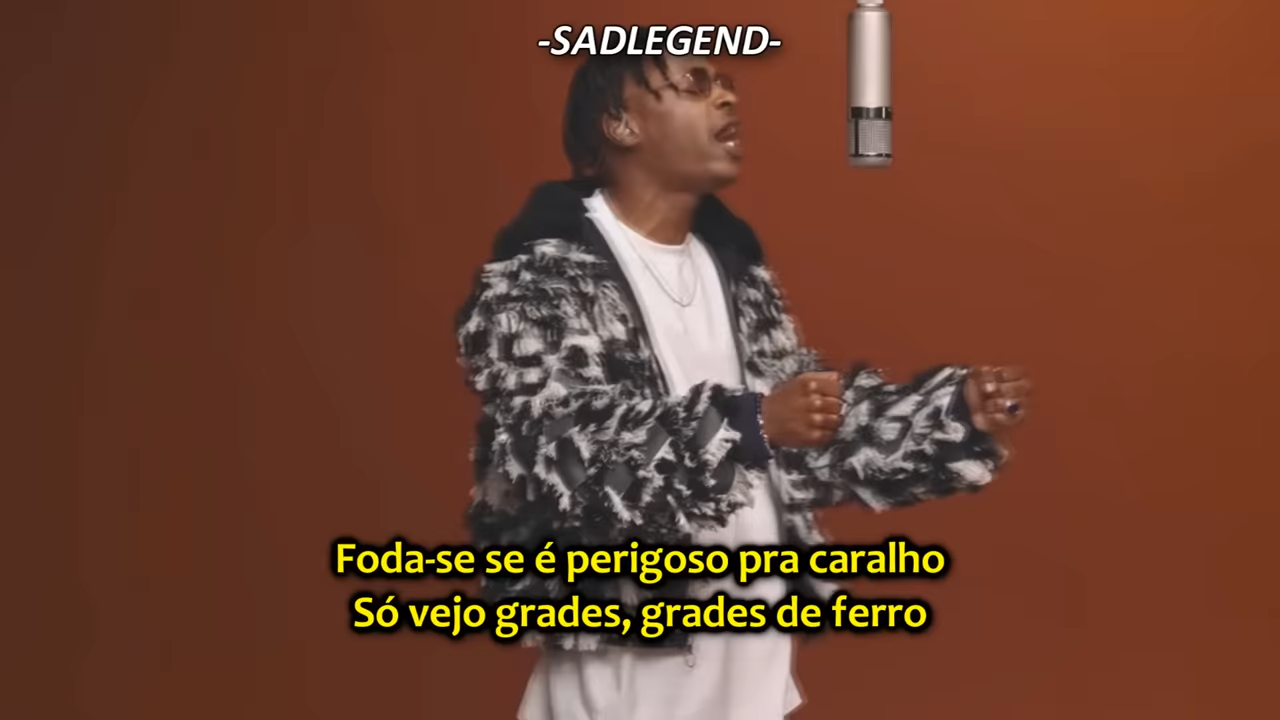 -SADLEGEND-
Foda-se se é perigoso pra caralho
Só vejo grades, grades de ferro